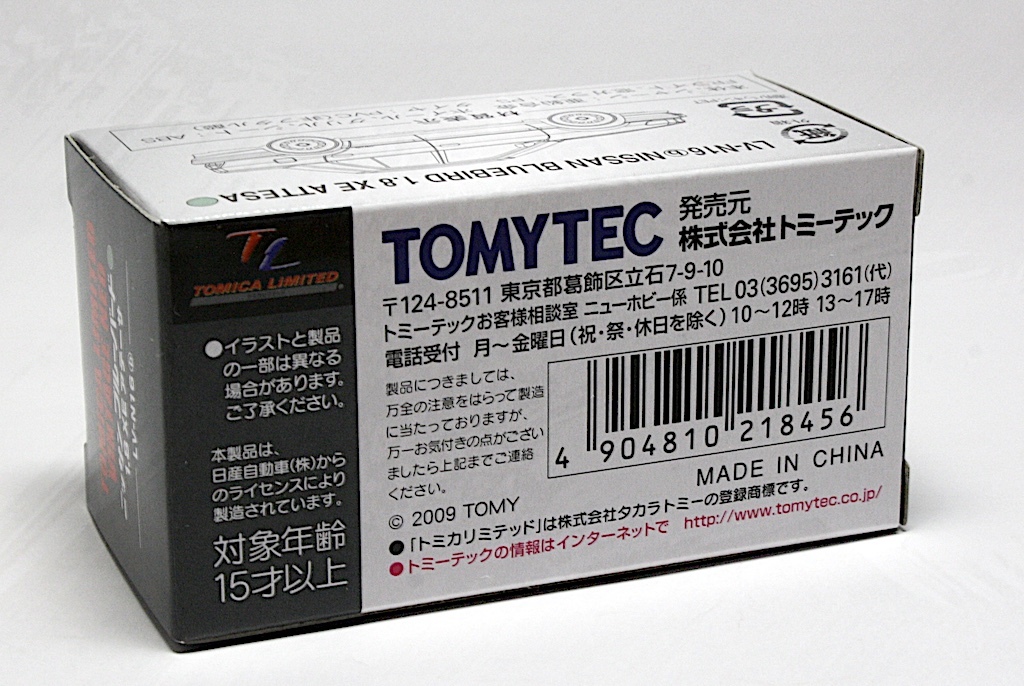 LV-N16ⓐ NISSAN BLUEBIRD 1.8 XE ATTESA
外箱
紙
TOMICA LIMITED
●イラストと製品
の一部は異なる
場合があります。
ご了承ください。
本製品は、
日産自動車(株)から
のライセンスにより
製造されています。
対象年齢
15才以上
TOMYTEC
発売元
株式会社トミーテック
〒124-8511 東京都葛飾区立石7-9-10
トミーテックお客様相談室 ニューホビー係 TEL 03(3695)3161(代)
電話受付 月〜金曜日(祝・祭・休日を除く) 10〜12時 13〜17時
製品につきましては、
万全の注意をはらって製造
に当たっておりますが、
万一お気付きの点がござい
ましたら上記までご連絡
ください。
4 904810 218456
MADE IN CHINA
© 2009 TOMY
●「トミカリミテッド」は株式会社タカラトミーの登録商標です。
●トミーテックの情報はインターネットで http://www.tomytec.co.jp/